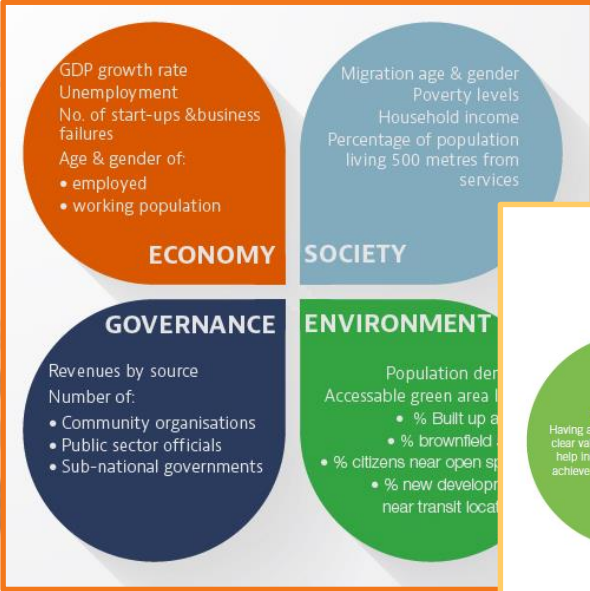 GDP growth rate
Unemployment
No. of start-ups &business
failures
Age & gender of:
• employed
• working population
ECONOMY
Migration age & gender
Poverty levels
Household income
Percentage of population
living 500 metres from
services
SOCIETY
GOVERNANCE
Revenues by source
Number of:
• Community organisations
• Public sector officials
• Sub-national governments
ENVIRONMENT
Population
Accessable green area
• % Built up
• % brownfield
• % citizens near open
• % new
near transit
Having
clear
help
achieve